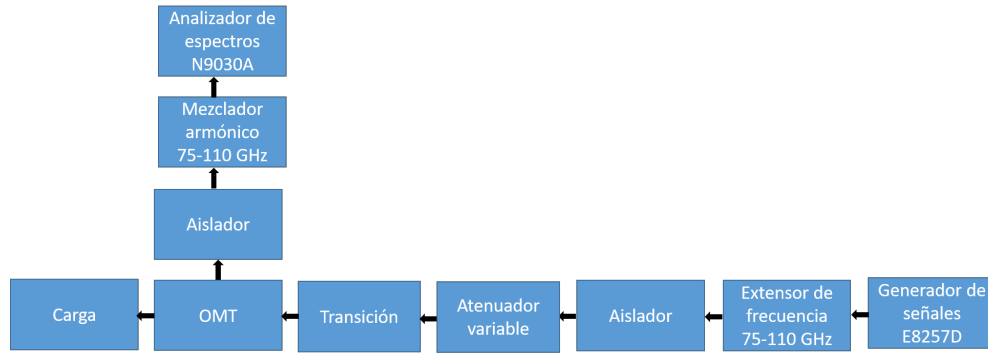 Analizador de
espectros
N9030A
Mezclador
armónico
75-110 GHz
Aislador
Carga
OMT
Transición
Atenuador
variable
Aislador
Extensor de
frecuencia
75-110 GHz
Generador de
señales
E8257D